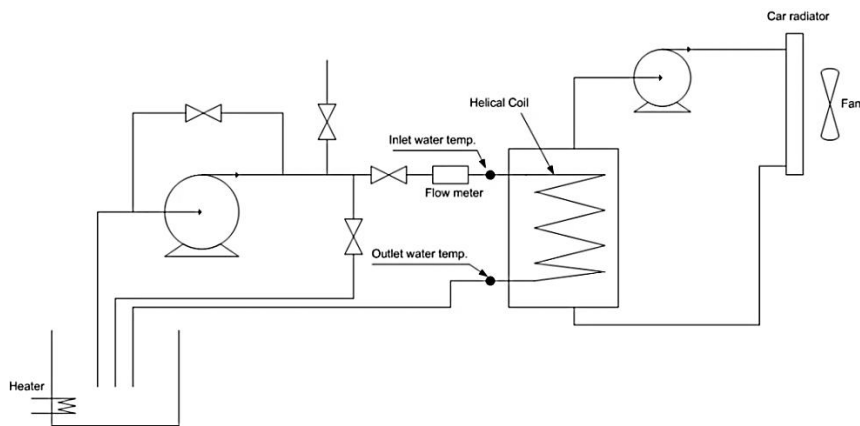 Car radiator
Fan
Helical Coil
Inlet water temp.
Flow meter
Outlet water temp.
Heater